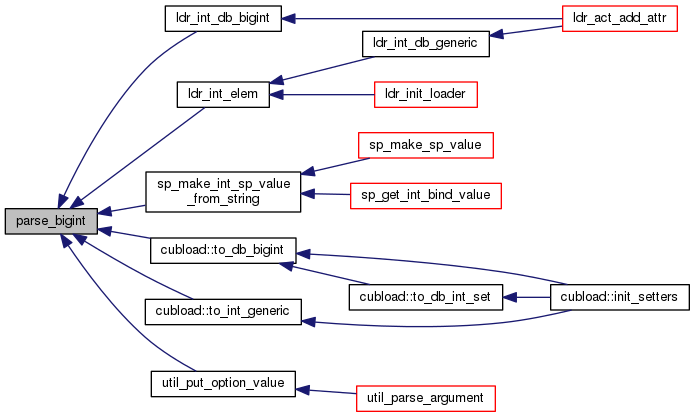 ldr_int_db_bigint
ldr_act_add_attr
ldr_int_db_generic
ldr_int_elem
ldr_init_loader
sp_make_sp_value
sp_make_int_sp_value
_from_string
sp_get_int_bind_value
parse_bigint
cubload::to_db_bigint
cubload::to_db_int_set
cubload::init_setters
cubload::to_int_generic
util_put_option_value
util_parse_argument